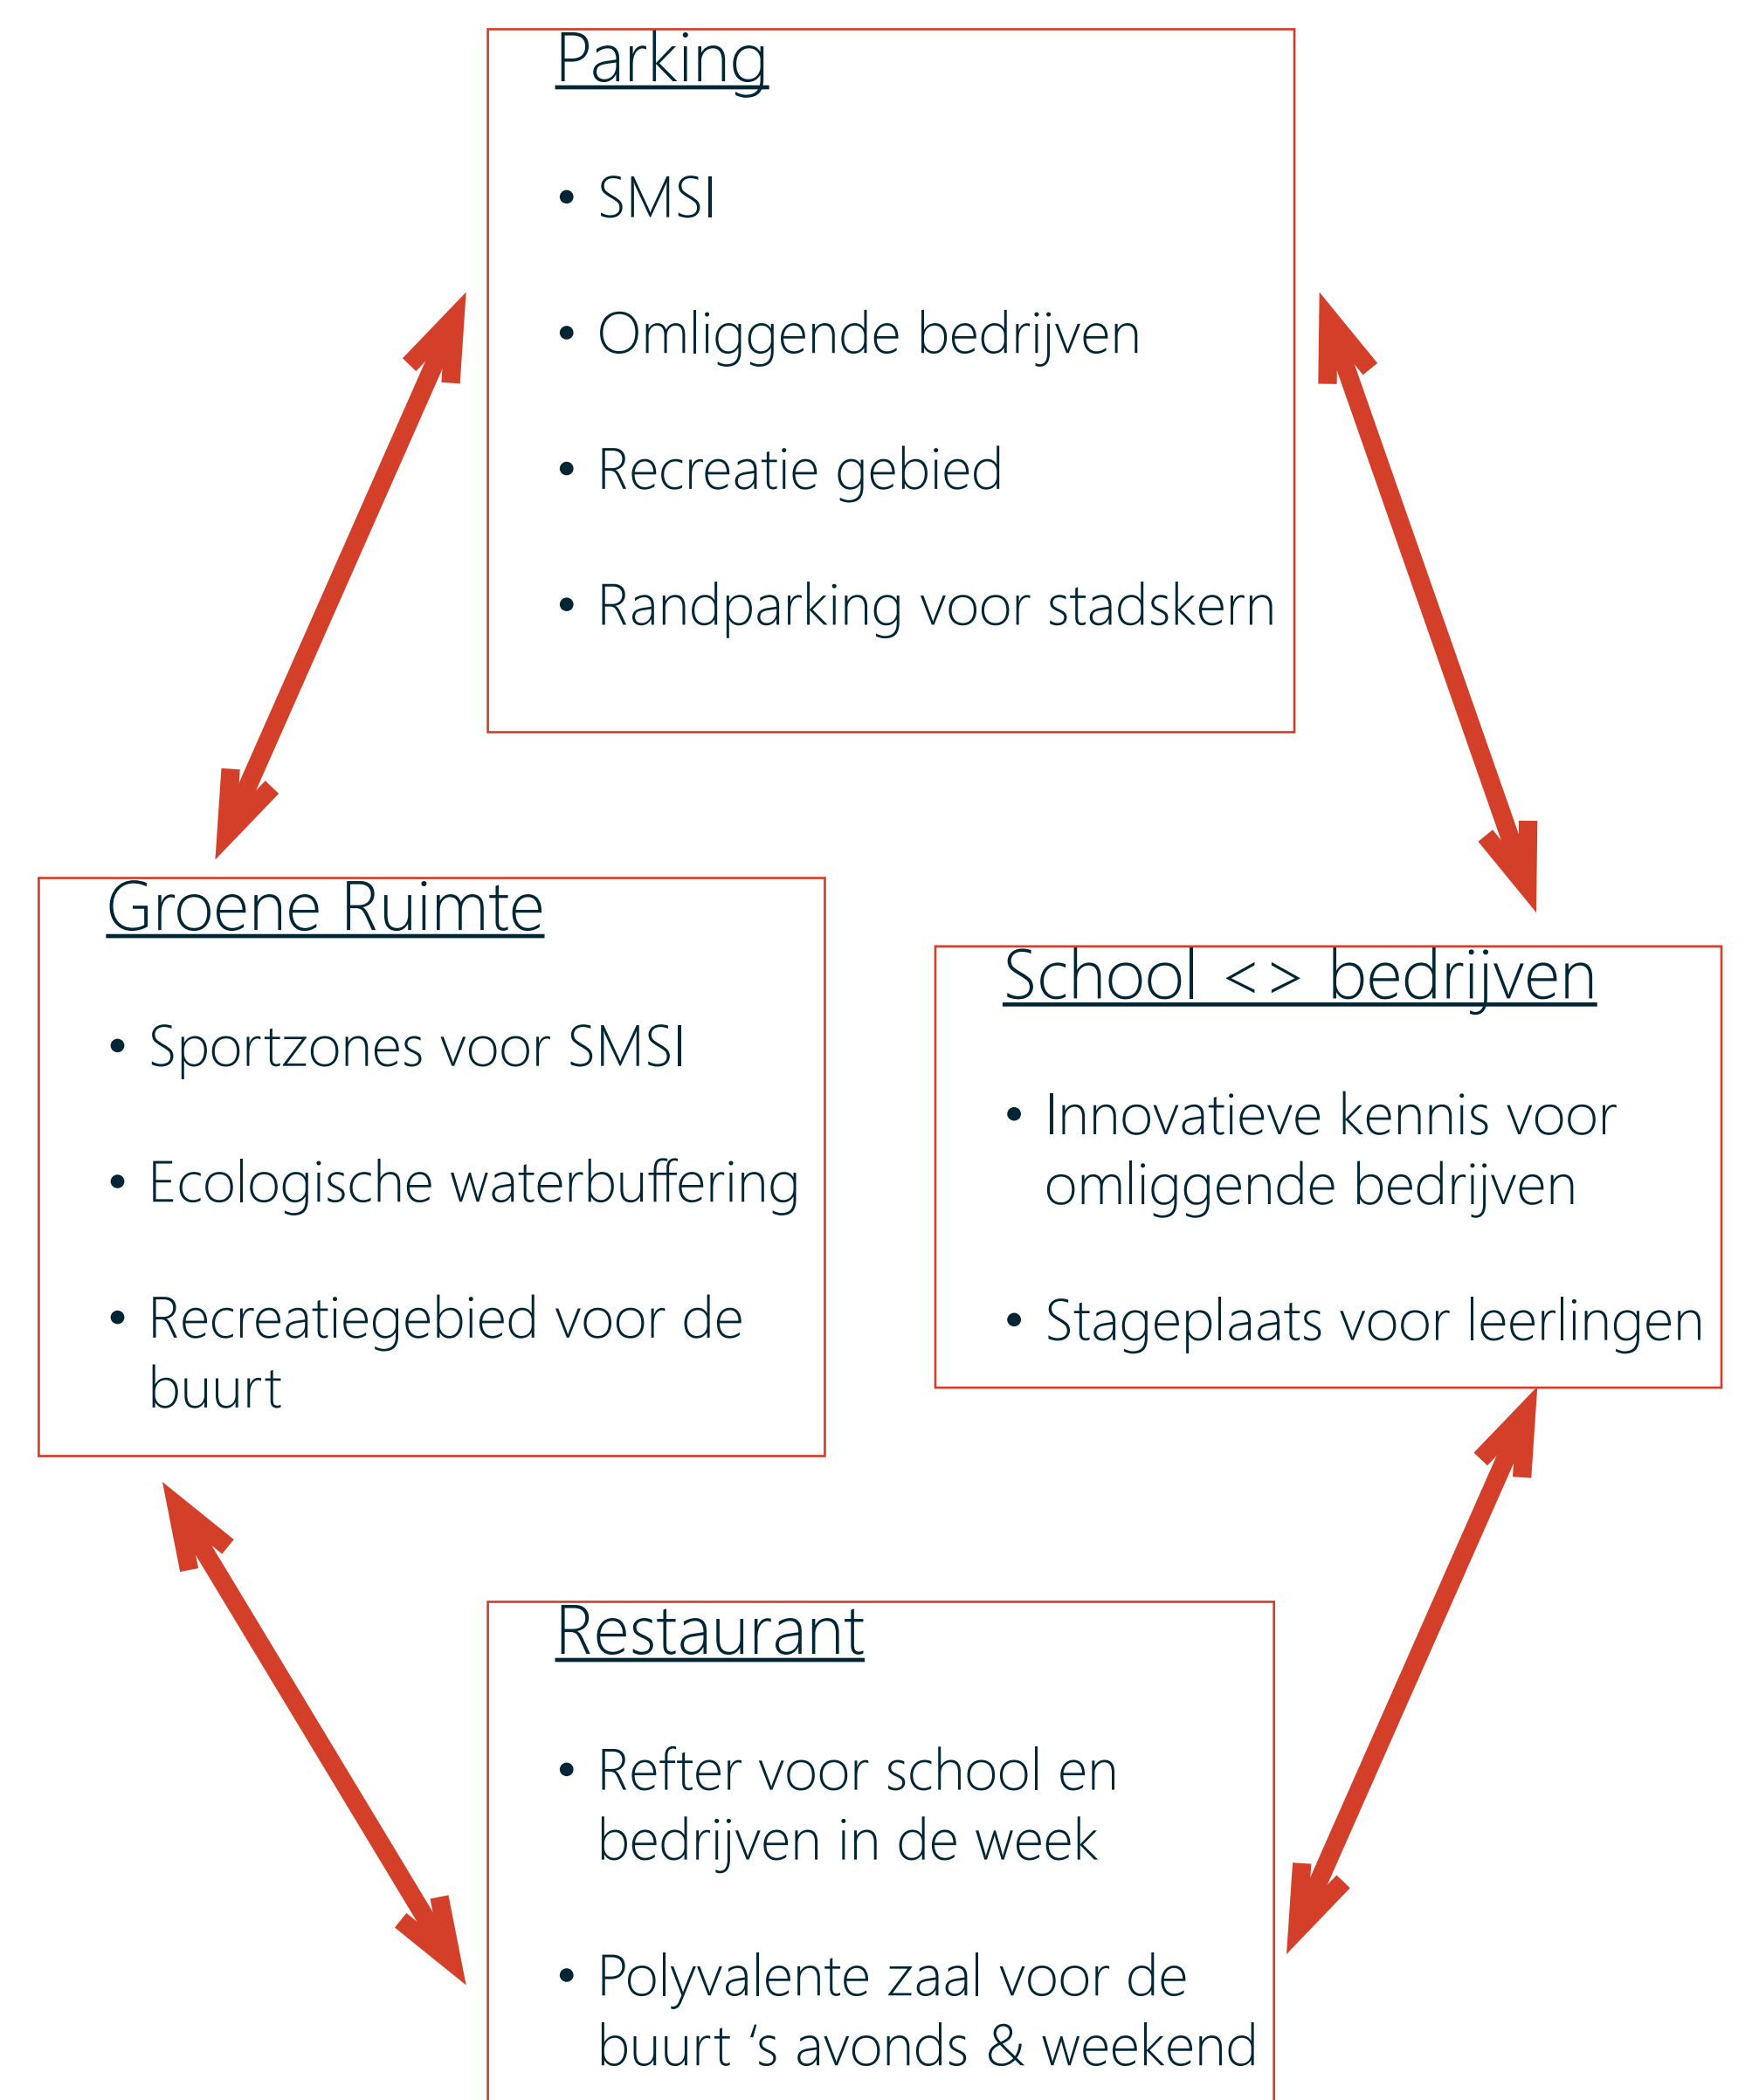 Parking
• SMSI
• Omliggende bedrijven
• Recreatie gebied
• Randparking voor stadskern
Groene Ruimte
• Sportzones voor SMSI
• Ecologische waterbuffering
• Recreatiegebied voor de
buurt
School <> bedrijven
• Innovatieve kennis voor
omliggende bedrijven
• Stageplaats voor leerlingen
Restaurant
• Refter voor school en
bedrijven in de week
• Polyvalente zaal voor de
buurt ‘s avonds & weekend